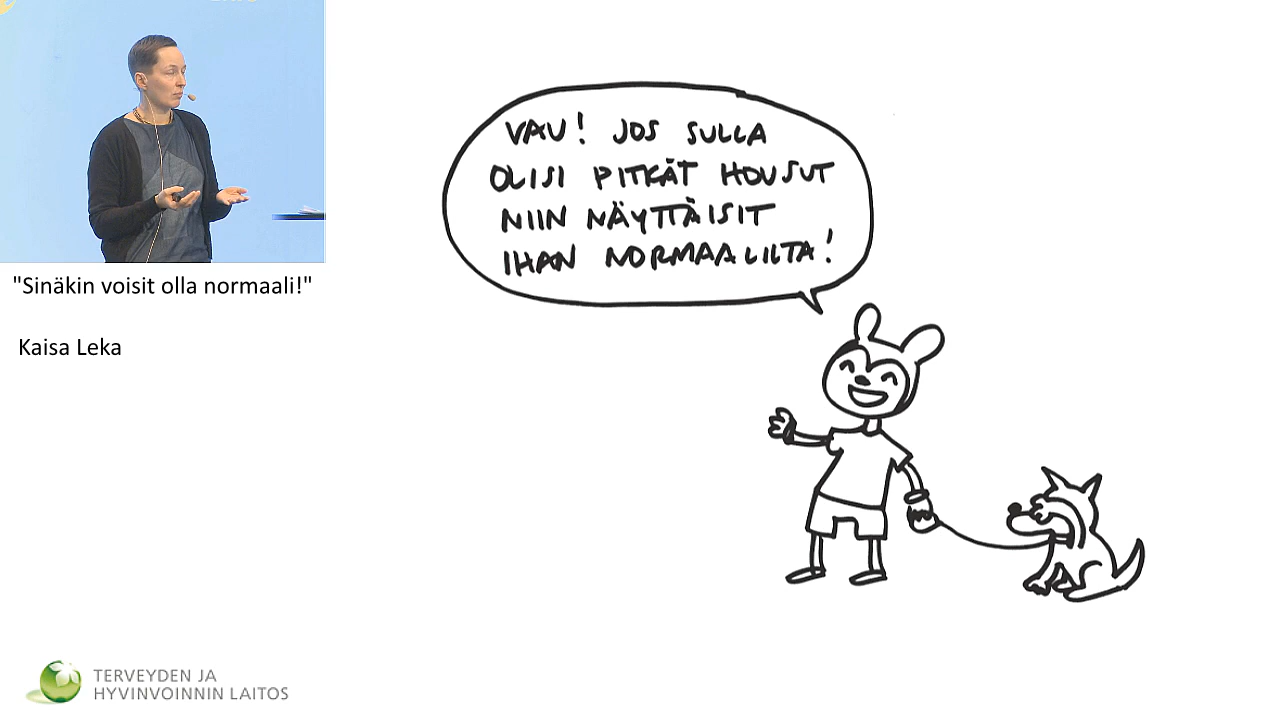 VAU! JOS SULLA
OLISI PITKÄT HOUSUT
NIIN NÄYTTÄISIT
IHAN NORMAALILTA!
"Sinäkin voisit olla normaali!"
Kaisa Leka
TERVEYDEN JA
HYVINVOINNIN LAITOS